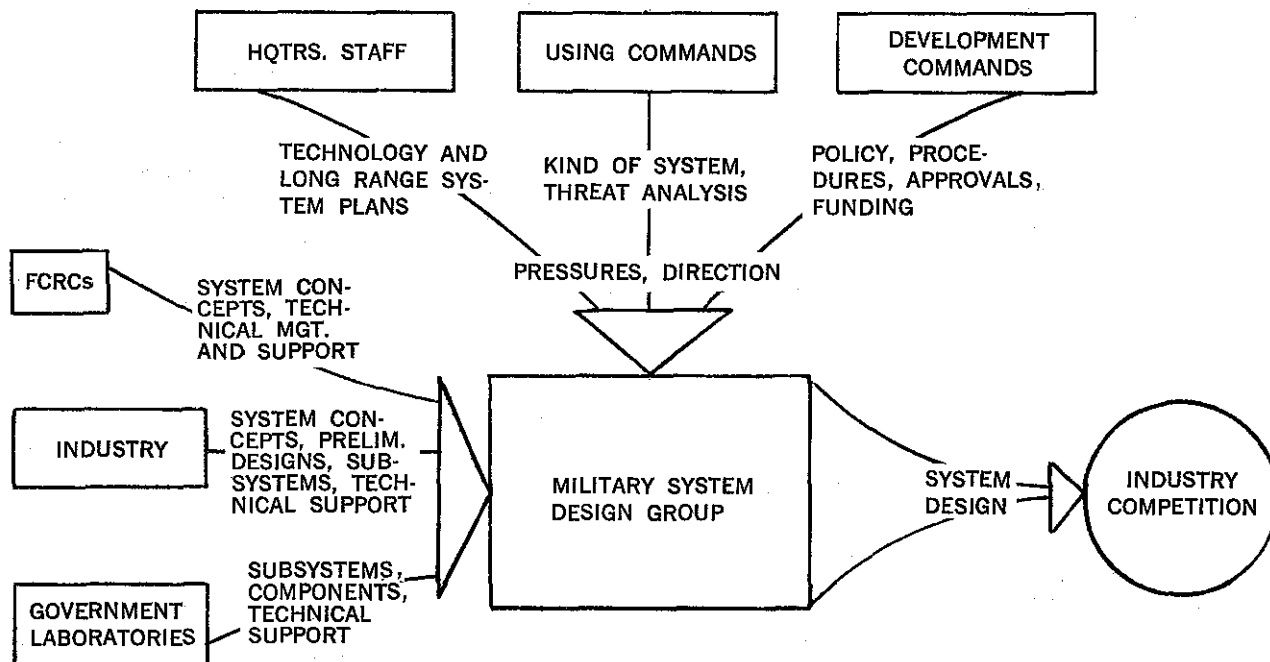 HQTRS. STAFF
USING COMMANDS
DEVELOPMENT
COMMANDS
TECHNOLOGY AND
LONG RANGE SYS-
TEM PLANS
KIND OF SYSTEM,
THREAT ANALYSIS
POLICY, PROCE-
DURES, APPROVALS,
FUNDING
PRESSURES, DIRECTION
FCRCs
SYSTEM CON-
CEPTS, TECH-
NICAL MGT.
AND SUPPORT
INDUSTRY
SYSTEM CON-
CEPTS, PRELIM.
DESIGNS, SUB-
SYSTEMS, TECH-
NICAL SUPPORT
GOVERNMENT
LABORATORIES
SUBSYSTEMS,
COMPONENTS,
TECHNICAL
SUPPORT
MILITARY SYSTEM
DESIGN GROUP
SYSTEM
DESIGN
INDUSTRY
COMPETITION